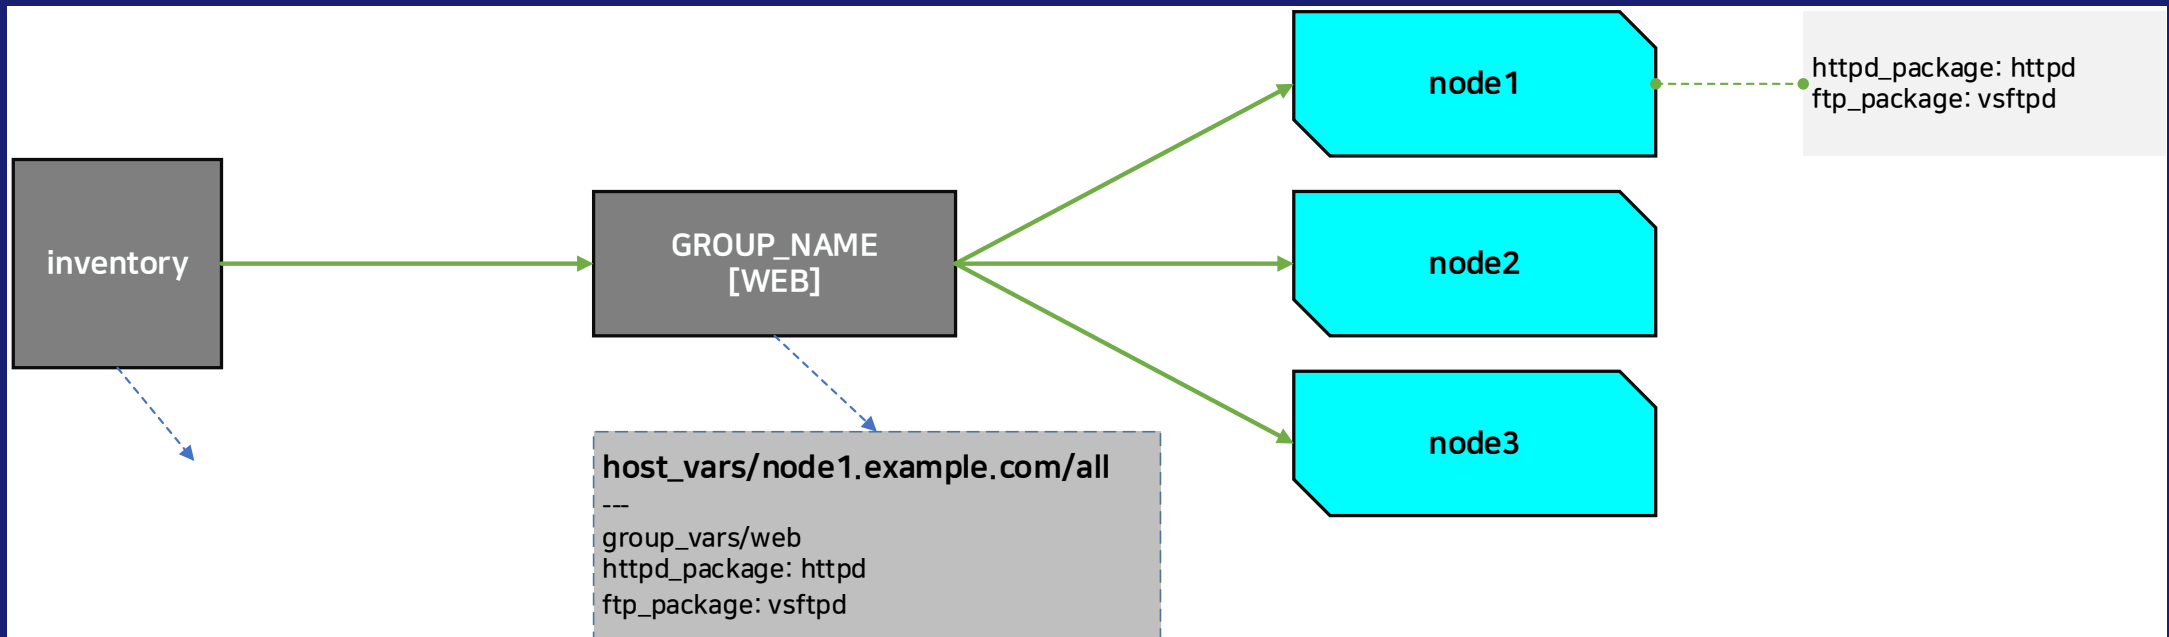 inventory
GROUP_NAME
[WEB]
node1
node2
node3
httpd_package: httpd
ftp_package: vsftpd
host_vars/node1.example.com/all
---
group_vars/web
httpd_package: httpd
ftp_package: vsftpd